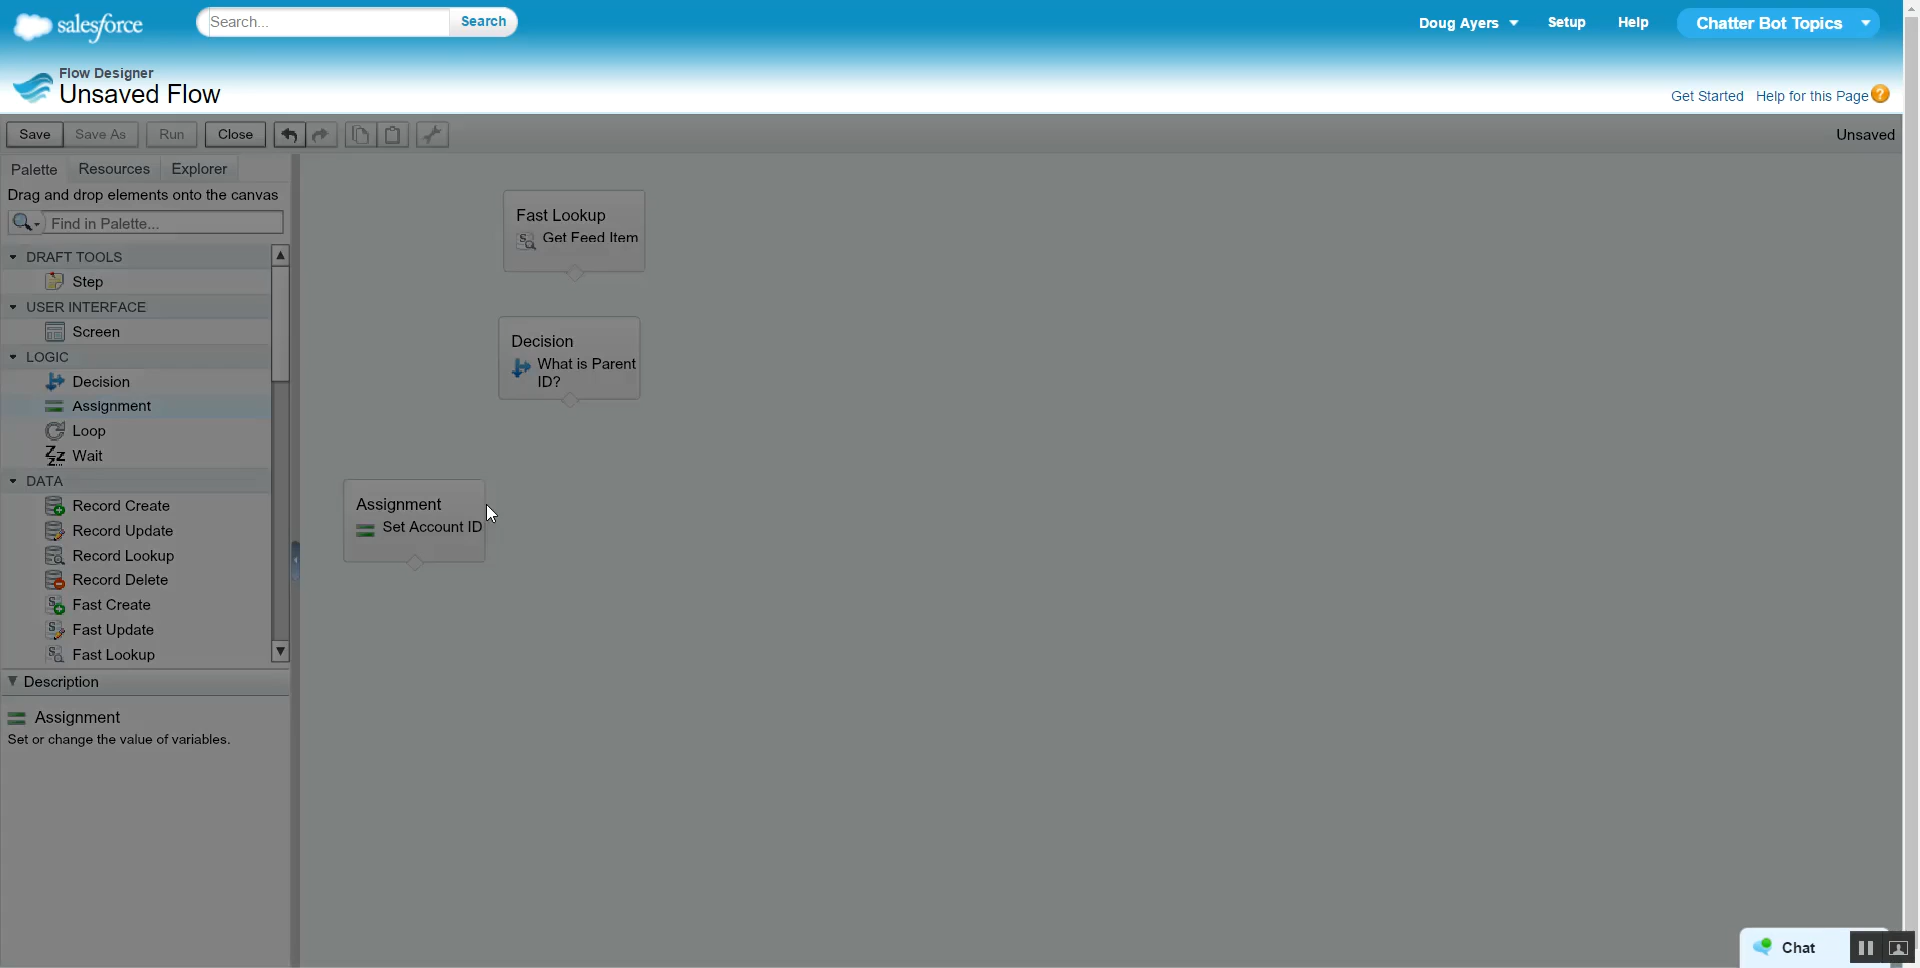 salesforce
Search...
Search
Doug Ayers
Setup
Help
Chatter Bot Topics
Flow Designer
Unsaved Flow
Get Started
Help for this Page
?
Save
Save As
Run
Close
Unsaved
Palette
Resources
Explorer
Drag and drop elements onto the canvas
Find in Palette...
DRAFT TOOLS
Step
USER INTERFACE
Screen
LOGIC
Decision
Assignment
Loop
Wait
DATA
Record Create
Record Update
Record Lookup
Record Delete
Fast Create
Fast Update
Fast Lookup
Description
Assignment
Set or change the value of variables.
Fast Lookup
Get Feed Item
Decision
What is Parent
ID?
Assignment
Set Account ID
Chat